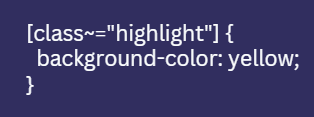 [class~="highlight"] {
  background-color: yellow;
}